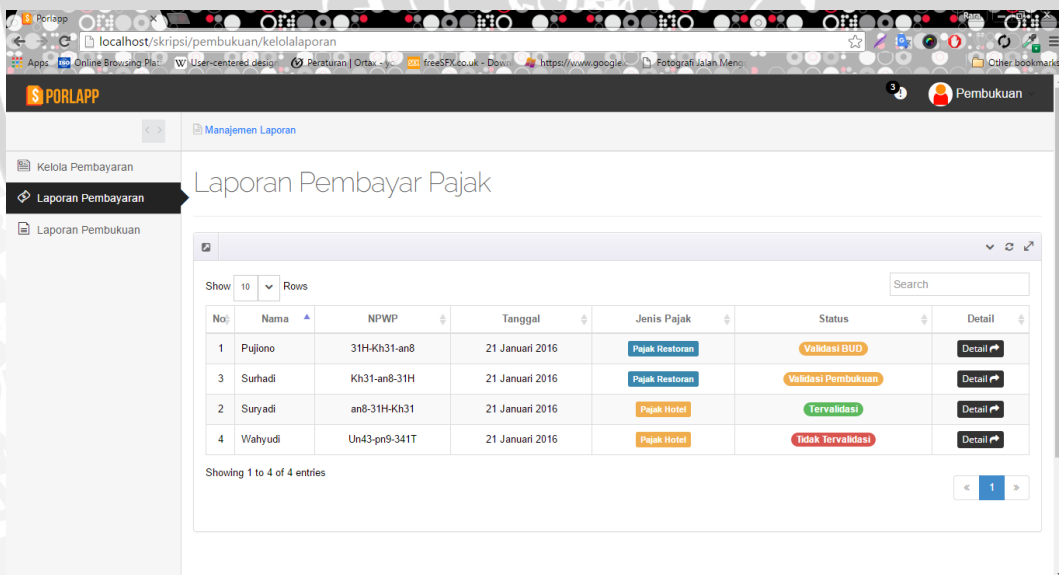 Porlapp
Rara
localhost/skripsi/pembukuan/kelolalaporan
Apps Online Browsing Plat User-centered design Peraturan | Ortax - freeSFX.co.uk - Down https://www.google. Fotografi Jalan Meng Other bookmarks
PORLAPP
3
Pembukuan
Manajemen Laporan
Kelola Pembayaran
Laporan Pembayaran
Laporan Pembukuan
Laporan Pembayar Pajak
Show 10 Rows
Search
No Nama NPWP Tanggal Jenis Pajak Status Detail
1 Pujiono 31H-Kh31-an8 21 Januari 2016 Pajak Restoran Validasi BUD Detail
3 Surhadi Kh31-an8-31H 21 Januari 2016 Pajak Restoran Validasi Pembukuan Detail
2 Suryadi an8-31H-Kh31 21 Januari 2016 Pajak Hotel Tervalidasi Detail
4 Wahyudi Un43-pn9-341T 21 Januari 2016 Pajak Hotel Tidak Tervalidasi Detail
Showing 1 to 4 of 4 entries
« 1 »